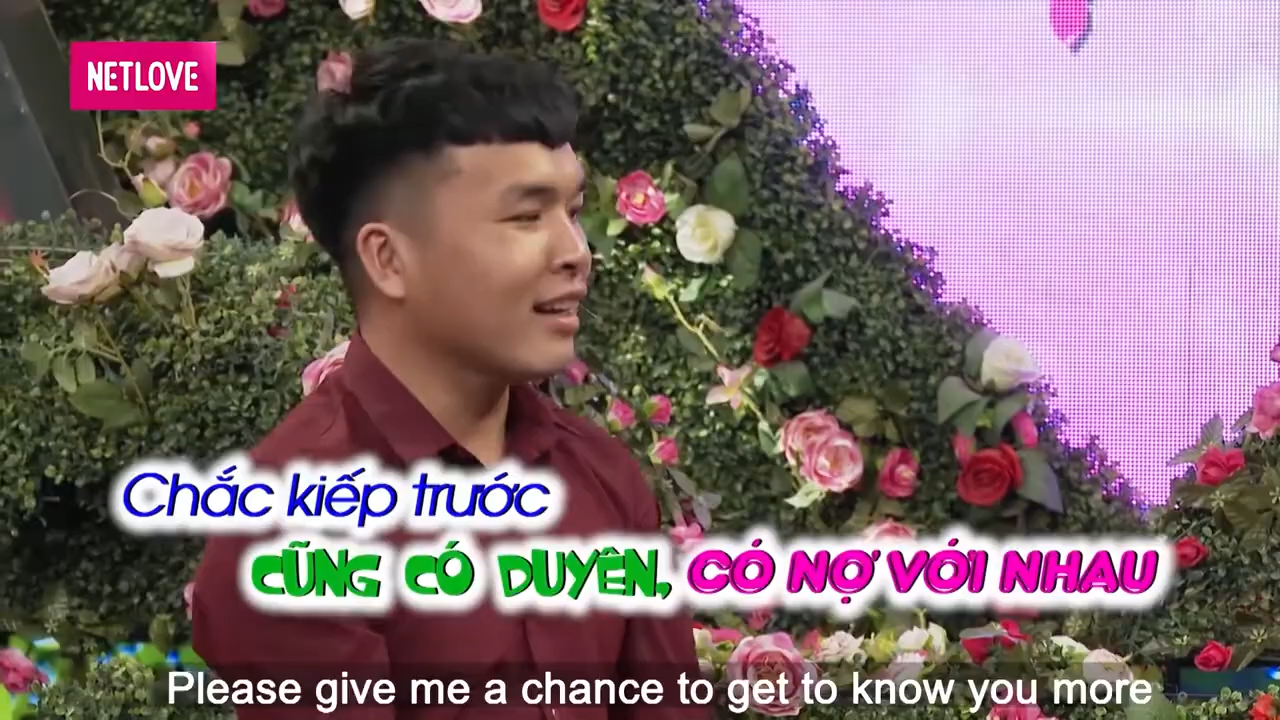 NETLOVE
Chắc kiếp trước
CŨNG CÓ DUYÊN, CÓ NỢ VỚI NHAU
Please give me a chance to get to know you more